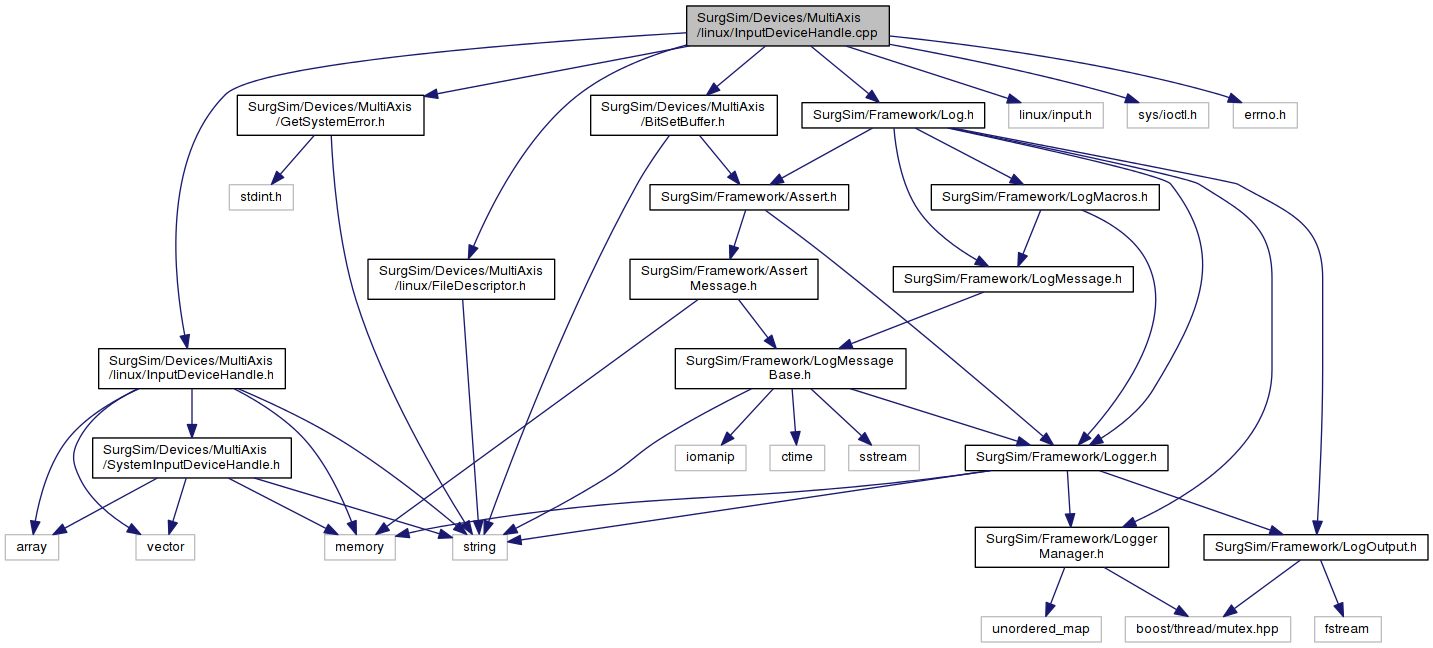 SurgSim/Devices/MultiAxis
/linux/InputDeviceHandle.cpp
SurgSim/Devices/MultiAxis
/GetSystemError.h
SurgSim/Devices/MultiAxis
/BitSetBuffer.h
SurgSim/Framework/Log.h
linux/input.h
sys/ioctl.h
errno.h
stdint.h
SurgSim/Framework/Assert.h
SurgSim/Framework/LogMacros.h
SurgSim/Devices/MultiAxis
/linux/FileDescriptor.h
SurgSim/Framework/Assert
Message.h
SurgSim/Framework/LogMessage.h
SurgSim/Devices/MultiAxis
/linux/InputDeviceHandle.h
SurgSim/Framework/LogMessage
Base.h
SurgSim/Devices/MultiAxis
/SystemInputDeviceHandle.h
iomanip
ctime
sstream
SurgSim/Framework/Logger.h
array
vector
memory
string
SurgSim/Framework/Logger
Manager.h
SurgSim/Framework/LogOutput.h
unordered_map
boost/thread/mutex.hpp
fstream